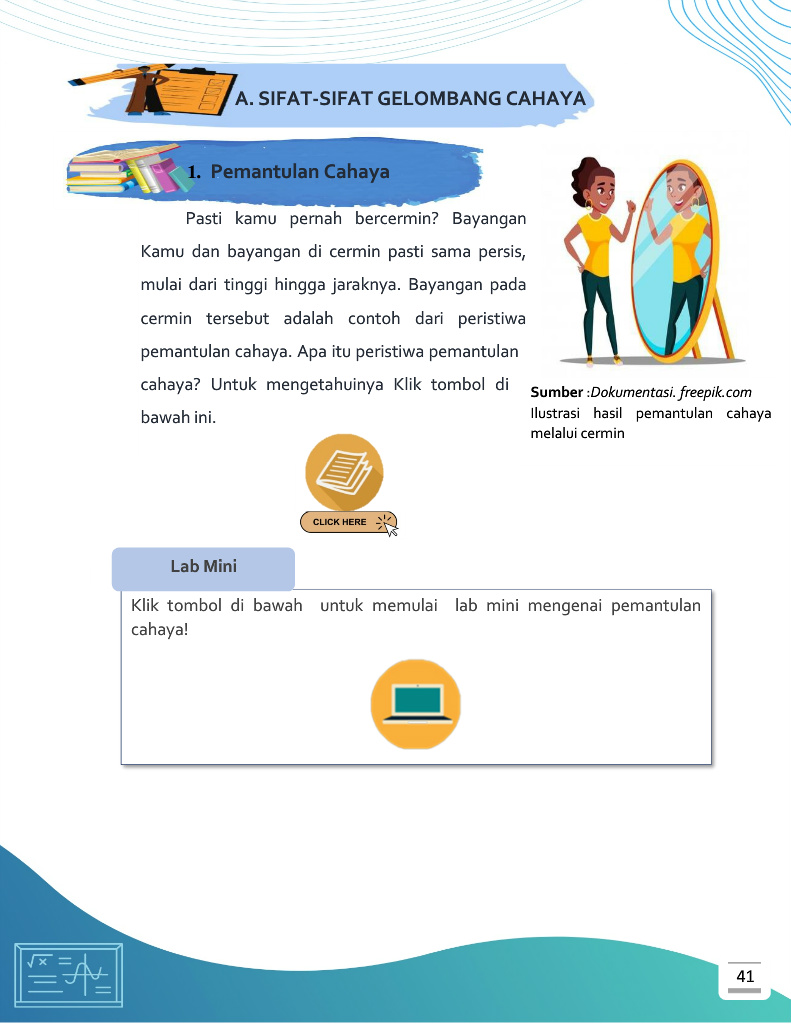 A. SIFAT-SIFAT GELOMBANG CAHAYA
1. Pemantulan Cahaya
Pasti kamu pernah bercermin? Bayangan
Kamu dan bayangan di cermin pasti sama persis,
mulai dari tinggi hingga jaraknya. Bayangan pada
cermin tersebut adalah contoh dari peristiwa
pemantulan cahaya. Apa itu peristiwa pemantulan
cahaya? Untuk mengetahuinya Klik tombol di
bawah ini.
Sumber :Dokumentasi. freepik.com
Ilustrasi hasil pemantulan cahaya
melalui cermin
CLICK HERE
Lab Mini
Klik tombol di bawah untuk memulai lab mini mengenai pemantulan
cahaya!
√x
41